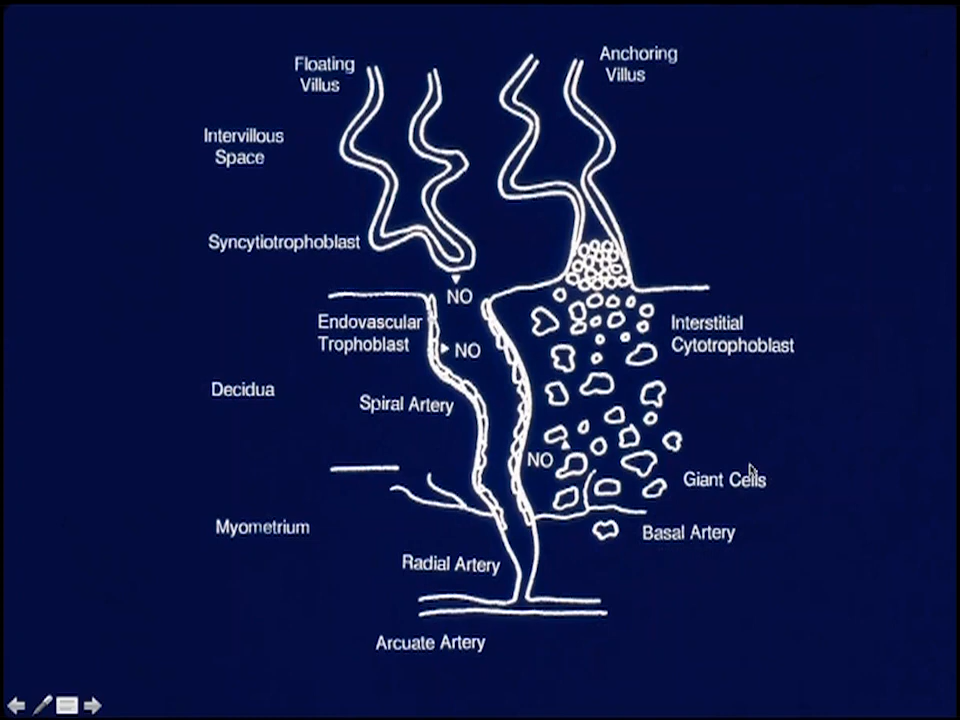 Floating
Villus
Anchoring
Villus
Intervillous
Space
Syncytiotrophoblast
NO
Endovascular
Trophoblast
NO
Interstitial
Cytotrophoblast
Decidua
Spiral Artery
NO
Giant Cells
Myometrium
Basal Artery
Radial Artery
Arcuate Artery